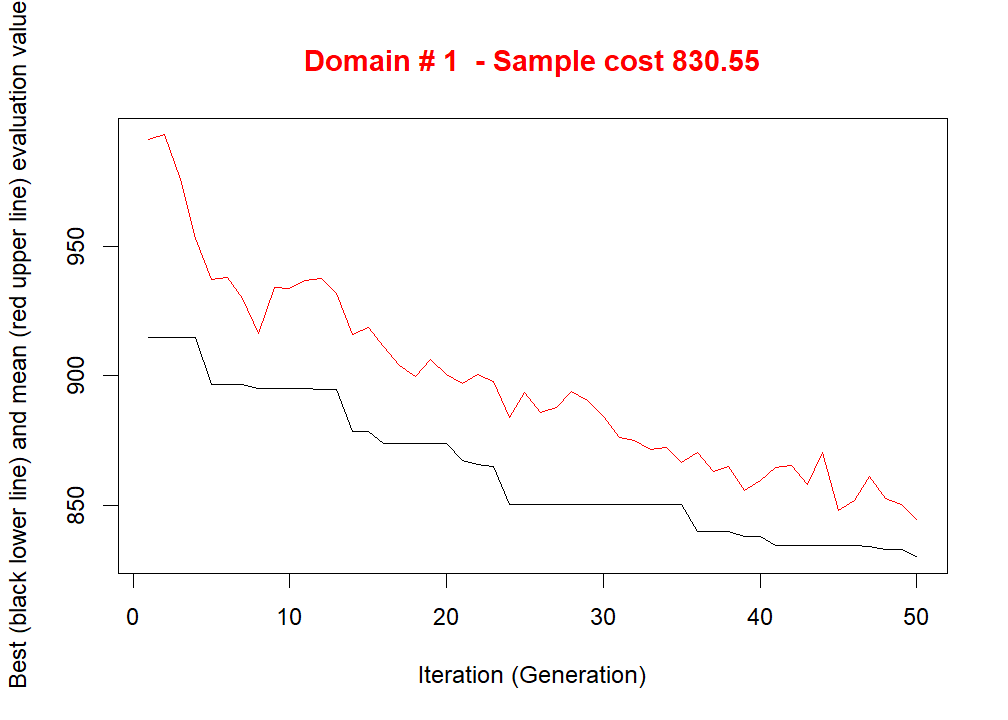 Domain # 1  - Sample cost 830.55
Best (black lower line) and mean (red upper line) evaluation value
950
900
850
0 10 20 30 40 50
Iteration (Generation)